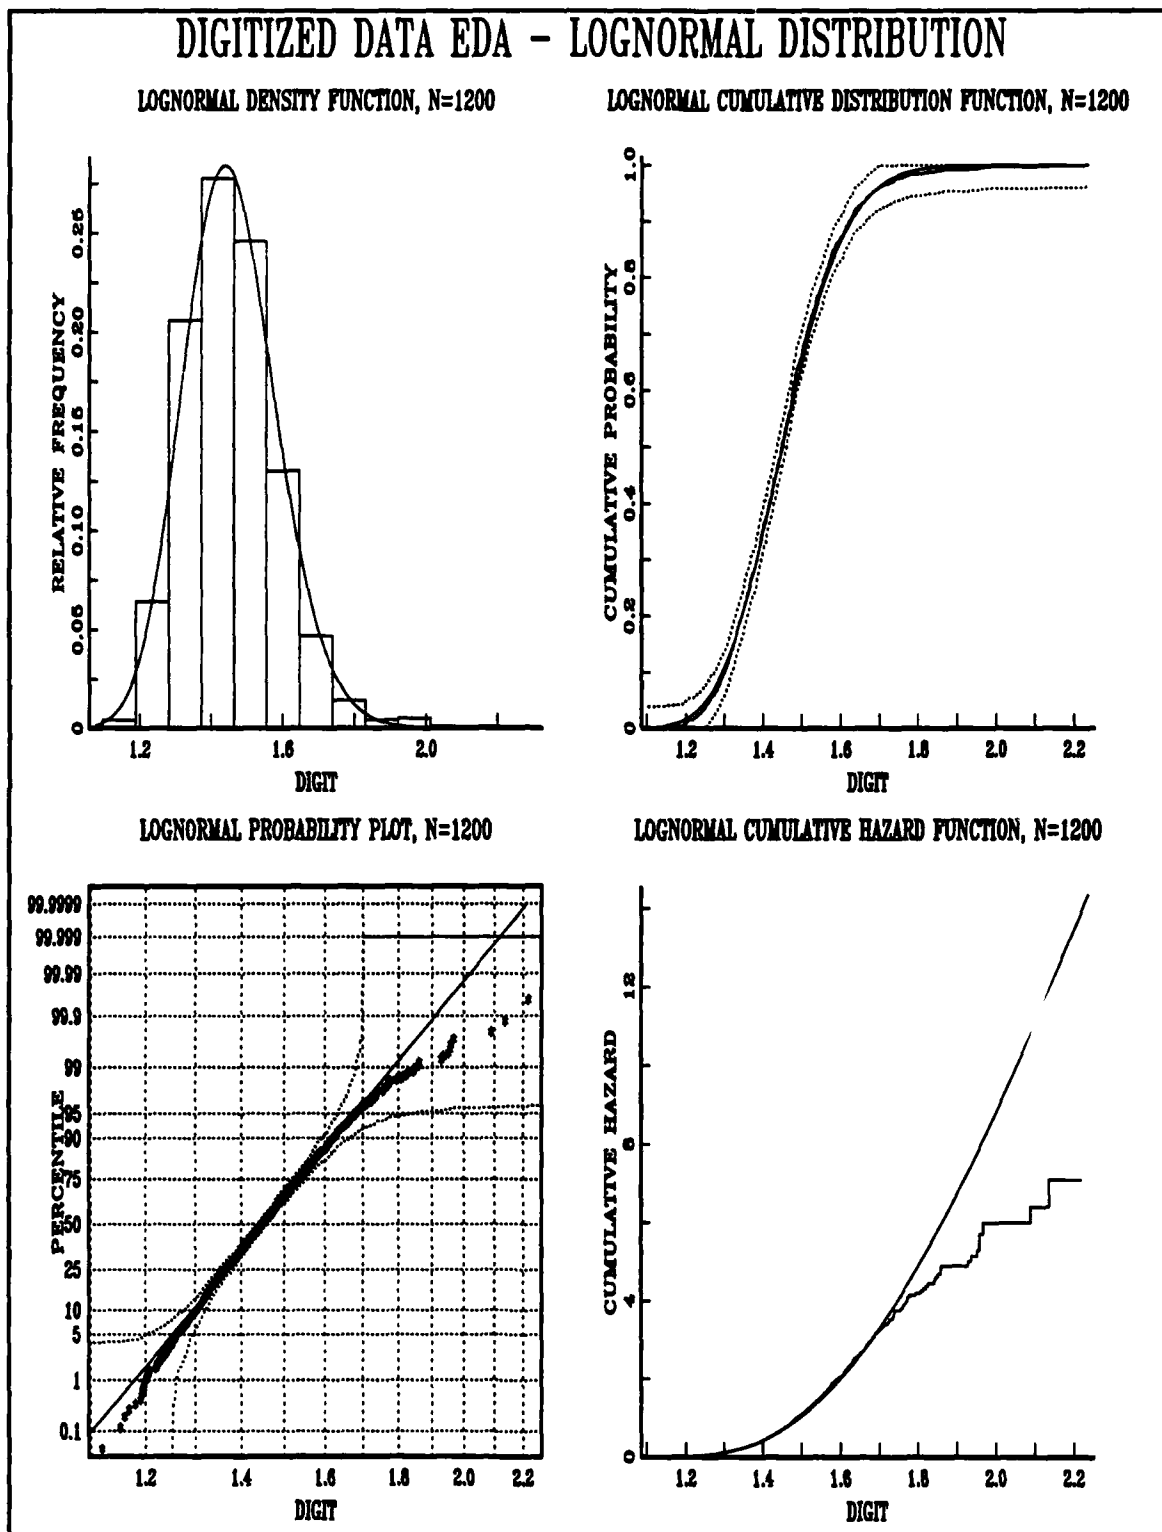 DIGITIZED DATA EDA - LOGNORMAL DISTRIBUTION
LOGNORMAL DENSITY FUNCTION, N=1200
RELATIVE FREQUENCY
0.25
0.20
0.15
0.10
0.05
0
1.2 1.6 2.0
DIGIT
LOGNORMAL CUMULATIVE DISTRIBUTION FUNCTION, N=1200
CUMULATIVE PROBABILITY
1.0
0.8
0.6
0.4
0.2
0
1.2 1.4 1.6 1.8 2.0 2.2
DIGIT
LOGNORMAL PROBABILITY PLOT, N=1200
PERCENTILE
99.9999
99.999
99.99
99.9
99
95
90
75
50
25
10
5
1
0.1
1.2 1.4 1.6 1.8 2.0 2.2
DIGIT
LOGNORMAL CUMULATIVE HAZARD FUNCTION, N=1200
CUMULATIVE HAZARD
12
8
4
0
1.2 1.4 1.6 1.8 2.0 2.2
DIGIT